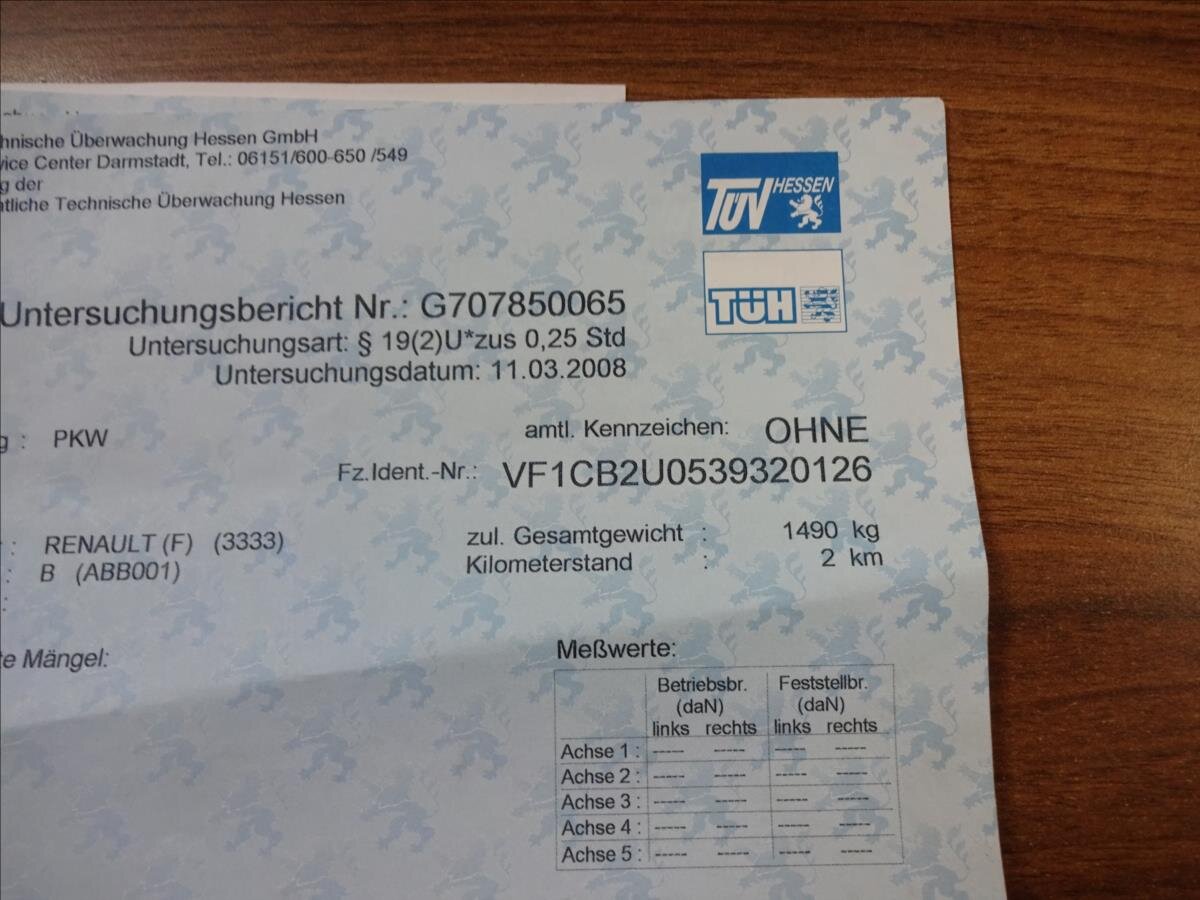 hnische Überwachung Hessen GmbH
vice Center Darmstadt, Tel.: 06151/600-650 /549
g der
ntliche Technische Überwachung Hessen
TÜV HESSEN
TÜH
Untersuchungsbericht Nr.: G707850065
Untersuchungsart: § 19(2)U*zus 0,25 Std
Untersuchungsdatum: 11.03.2008
g : PKW
amtl. Kennzeichen: OHNE
Fz.Ident.-Nr.: VF1CB2U0539320126
: RENAULT (F) (3333)
zul. Gesamtgewicht : 1490 kg
: B (ABB001)
Kilometerstand : 2 km
:
te Mängel:
Meßwerte:
Betriebsbr. Feststellbr.
(daN) (daN)
links rechts links rechts
Achse 1 : ----- ----- ----- -----
Achse 2 : ----- ----- ----- -----
Achse 3 : ----- ----- ----- -----
Achse 4 : ----- ----- ----- -----
Achse 5 : ----- ----- ----- -----